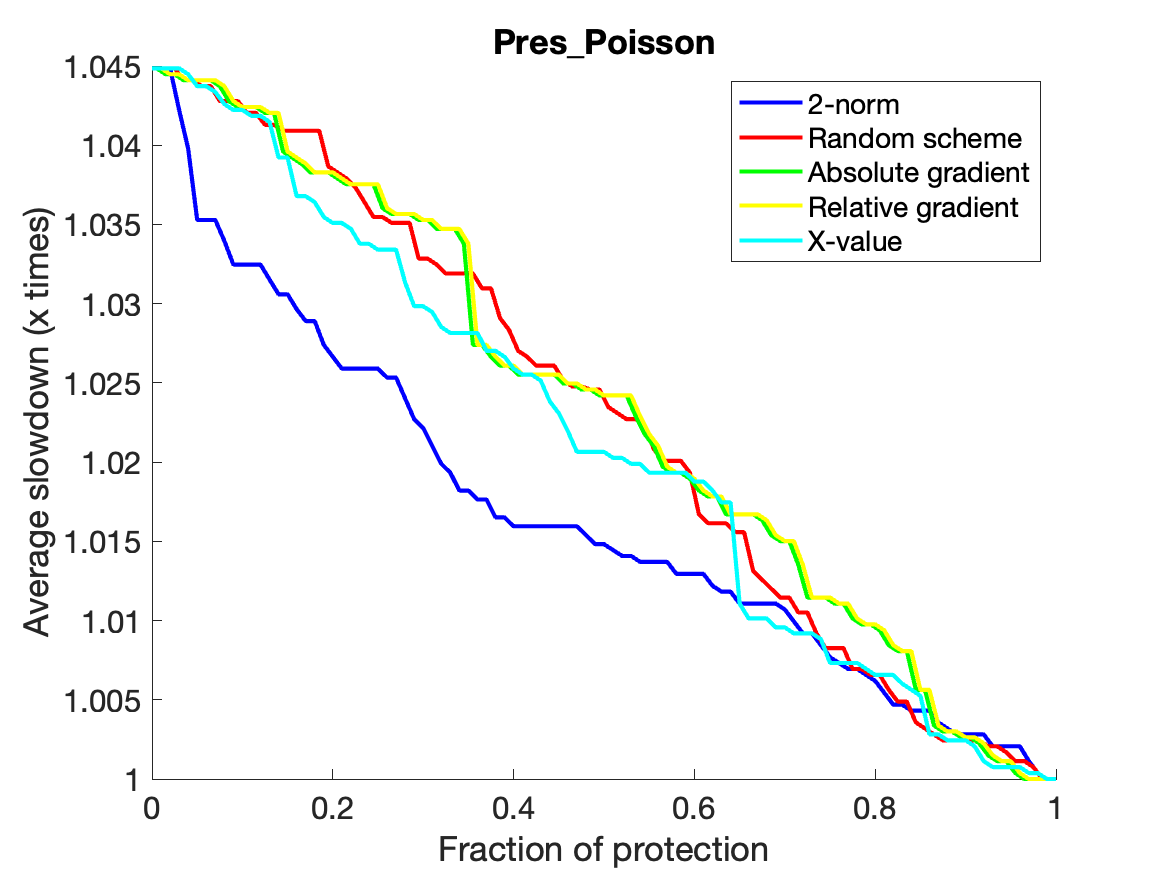 Pres_Poisson
1.045
1.04
1.035
1.03
1.025
1.02
1.015
1.01
1.005
1
Average slowdown (x times)
2-norm
Random scheme
Absolute gradient
Relative gradient
X-value
0 0.2 0.4 0.6 0.8 1
Fraction of protection